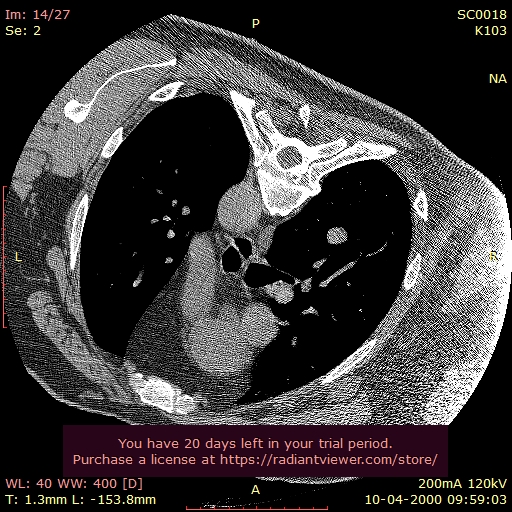 Im: 14/27
Se: 2
P
SC0018
K103
NA
L
R
You have 20 days left in your trial period.
Purchase a license at https://radiantviewer.com/store/
WL: 40 WW: 400 [D]
T: 1.3mm L: -153.8mm
A
200mA 120kV
10-04-2000 09:59:03